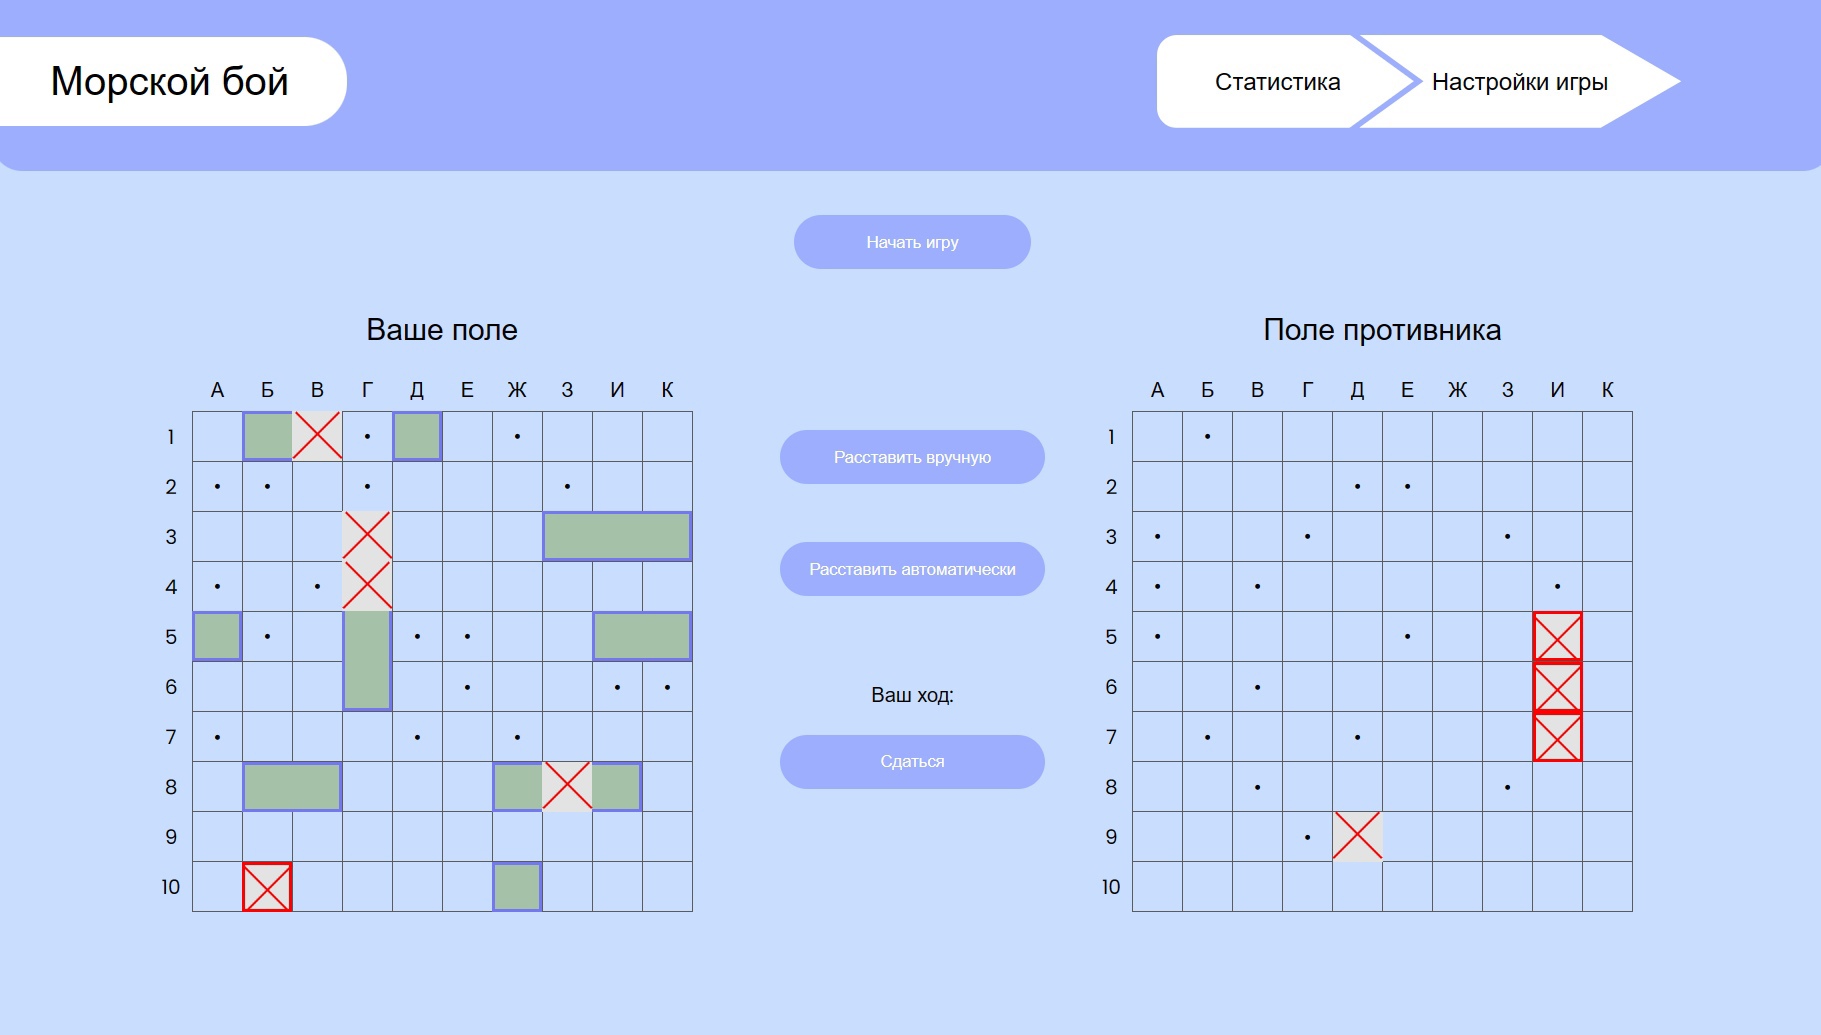 Морской бой
Статистика
Настройки игры
Начать игру
Ваше поле
Поле противника
А Б В Г Д Е Ж З И К
1
2
3
4
5
6
7
8
9
10
Расставить вручную
Расставить автоматически
Ваш ход:
Сдаться
А Б В Г Д Е Ж З И К
1
2
3
4
5
6
7
8
9
10